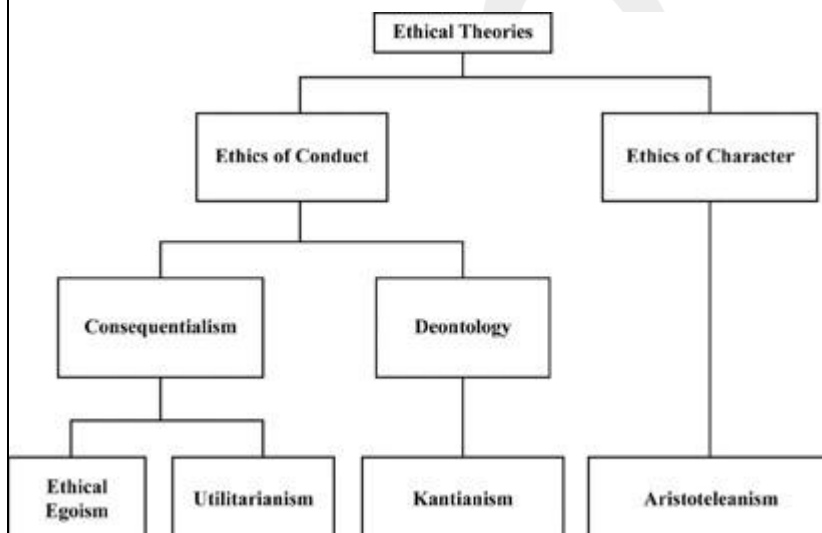 Ethical Theories
Ethics of Conduct
Ethics of Character
Consequentialism
Deontology
Ethical
Egoism
Utilitarianism
Kantianism
Aristoteleanism